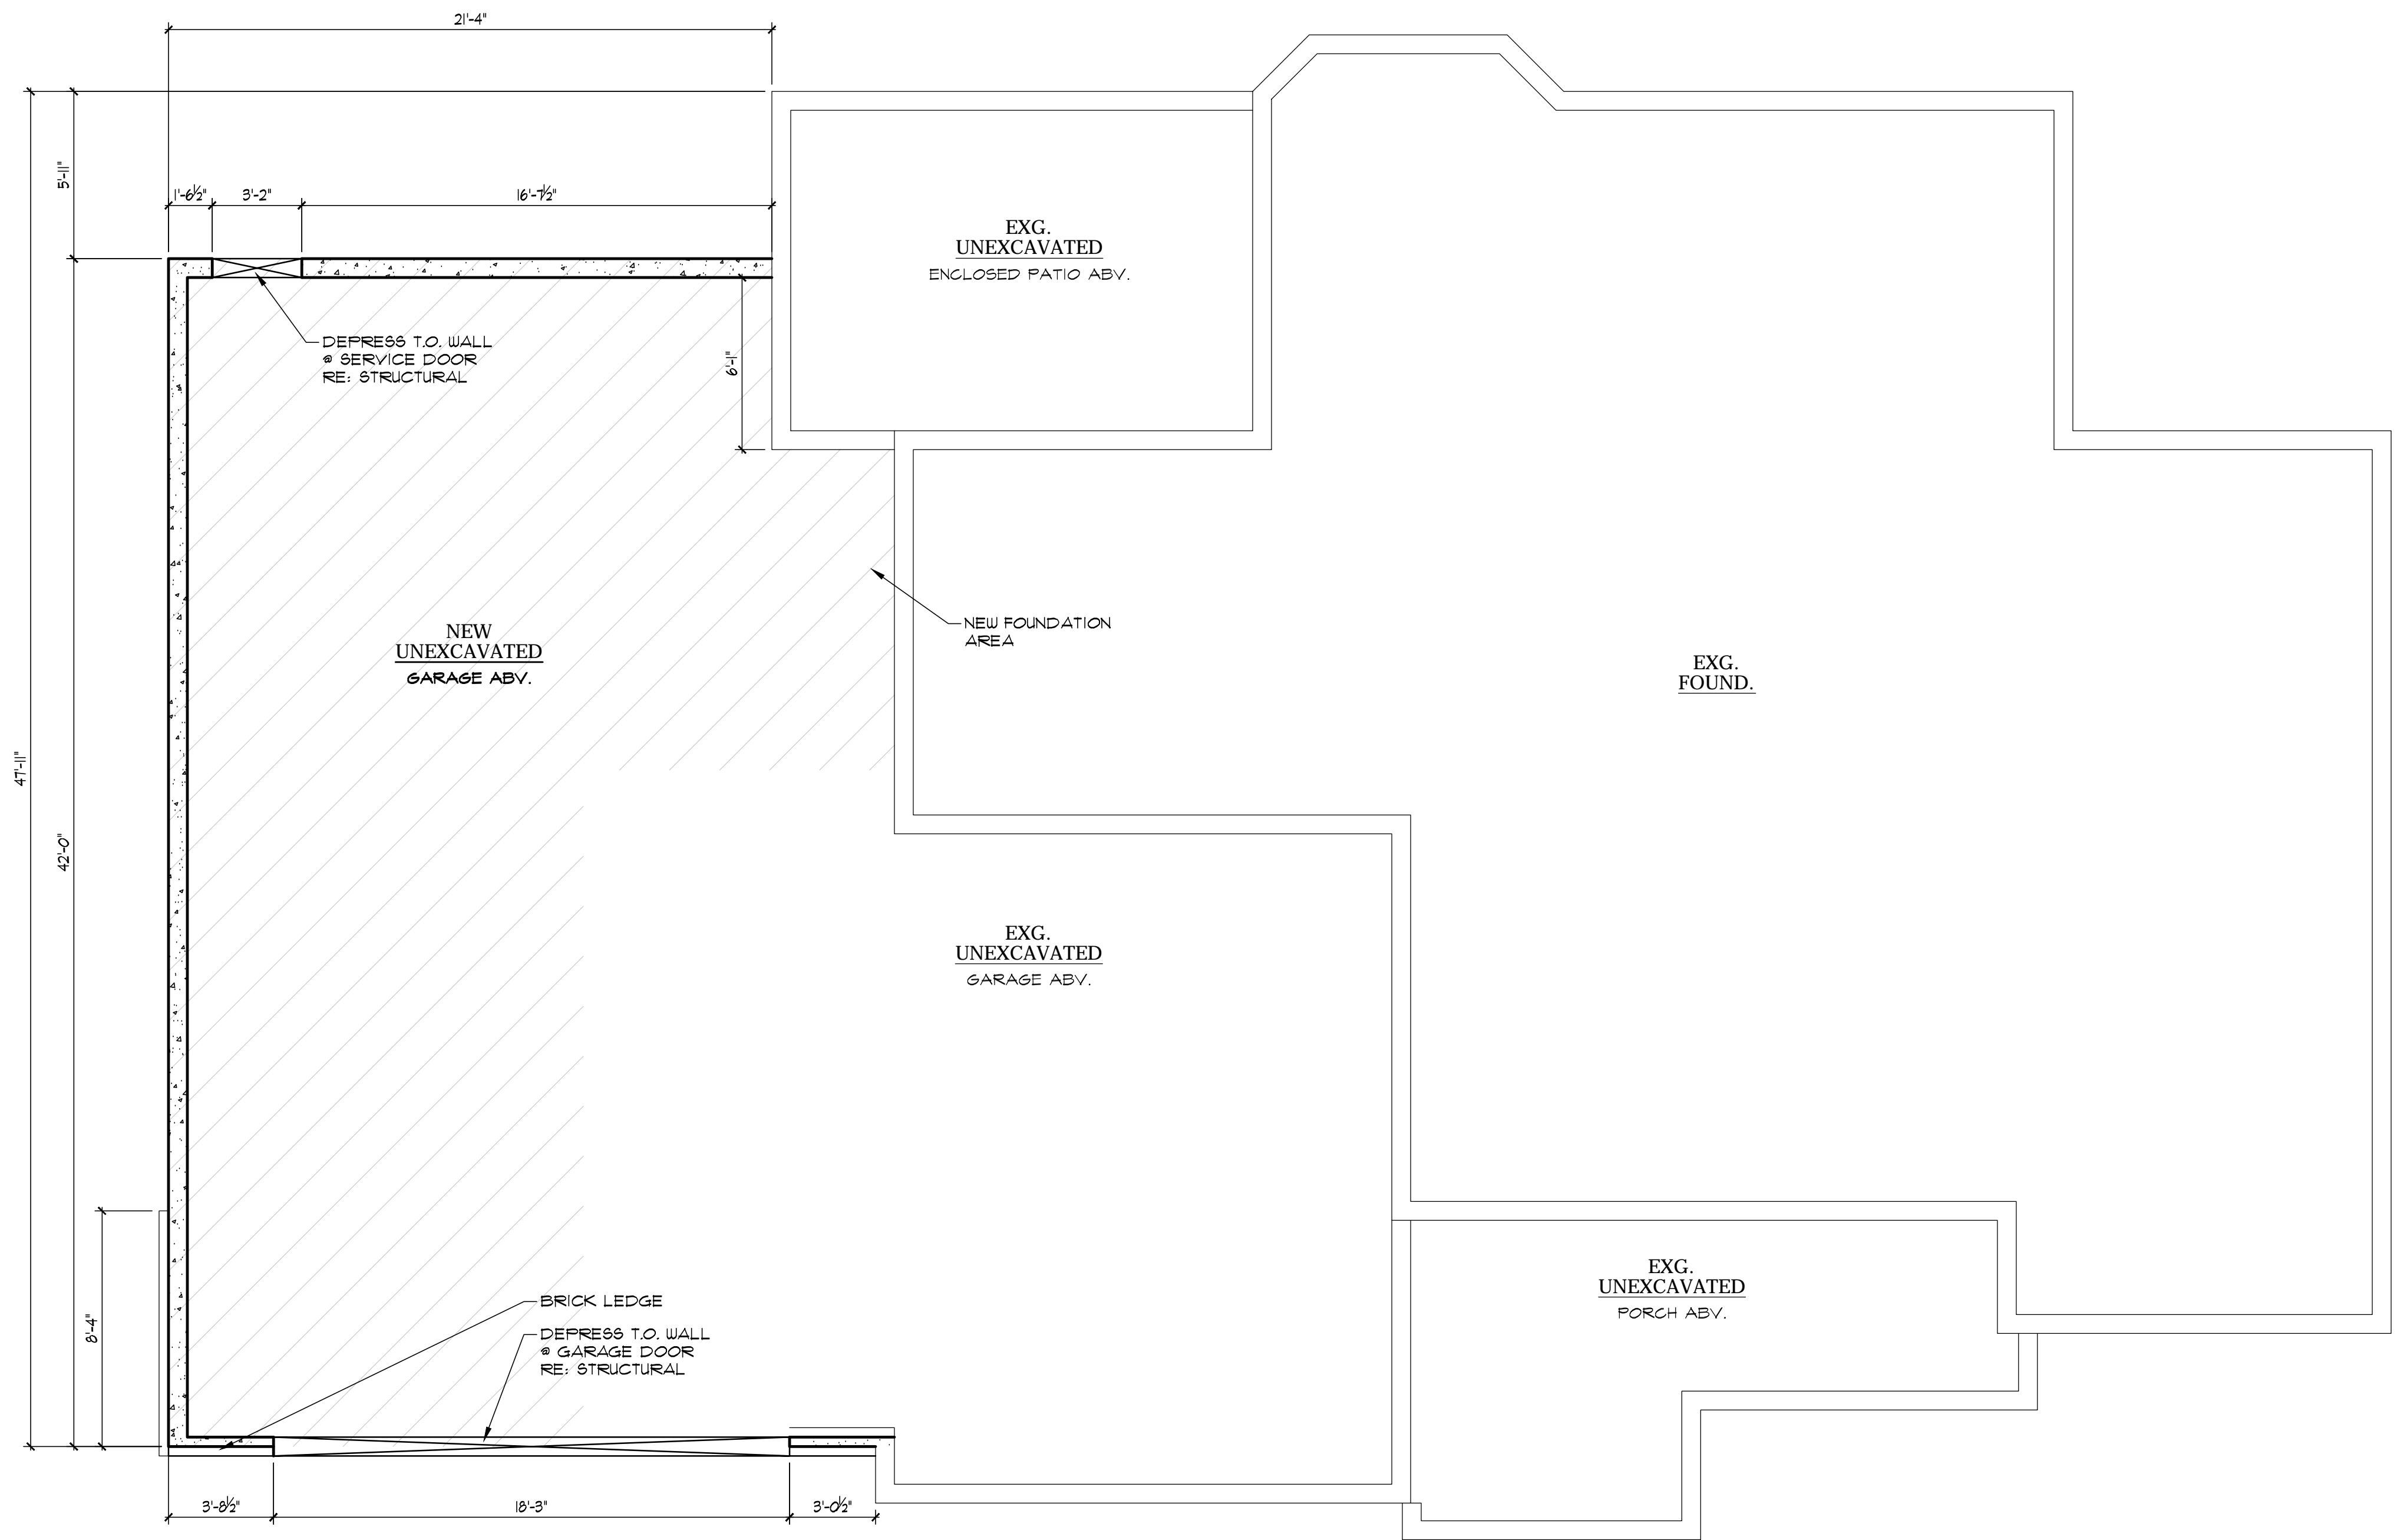 21'-4"
5'-11"
1'-6½"
3'-2"
16'-7½"
EXG.
UNEXCAVATED
ENCLOSED PATIO ABV.
DEPRESS T.O. WALL
@ SERVICE DOOR
RE: STRUCTURAL
6'-1"
NEW
UNEXCAVATED
GARAGE ABV.
NEW FOUNDATION
AREA
EXG.
FOUND.
47'-11"
42'-0"
EXG.
UNEXCAVATED
GARAGE ABV.
EXG.
UNEXCAVATED
PORCH ABV.
8'-4"
BRICK LEDGE
DEPRESS T.O. WALL
@ GARAGE DOOR
RE: STRUCTURAL
3'-8½"
18'-3"
3'-0½"